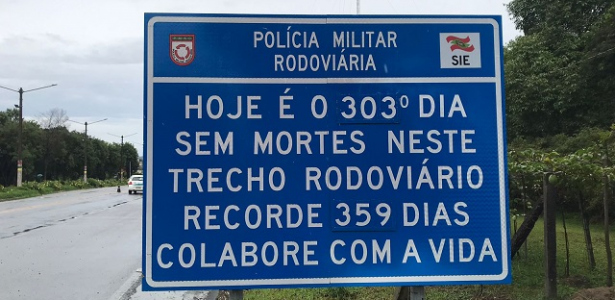 POLÍCIA MILITAR
RODOVIÁRIA
SIE
HOJE É O 303º DIA
SEM MORTES NESTE
TRECHO RODOVIÁRIO
RECORDE 359 DIAS
COLABORE COM A VIDA